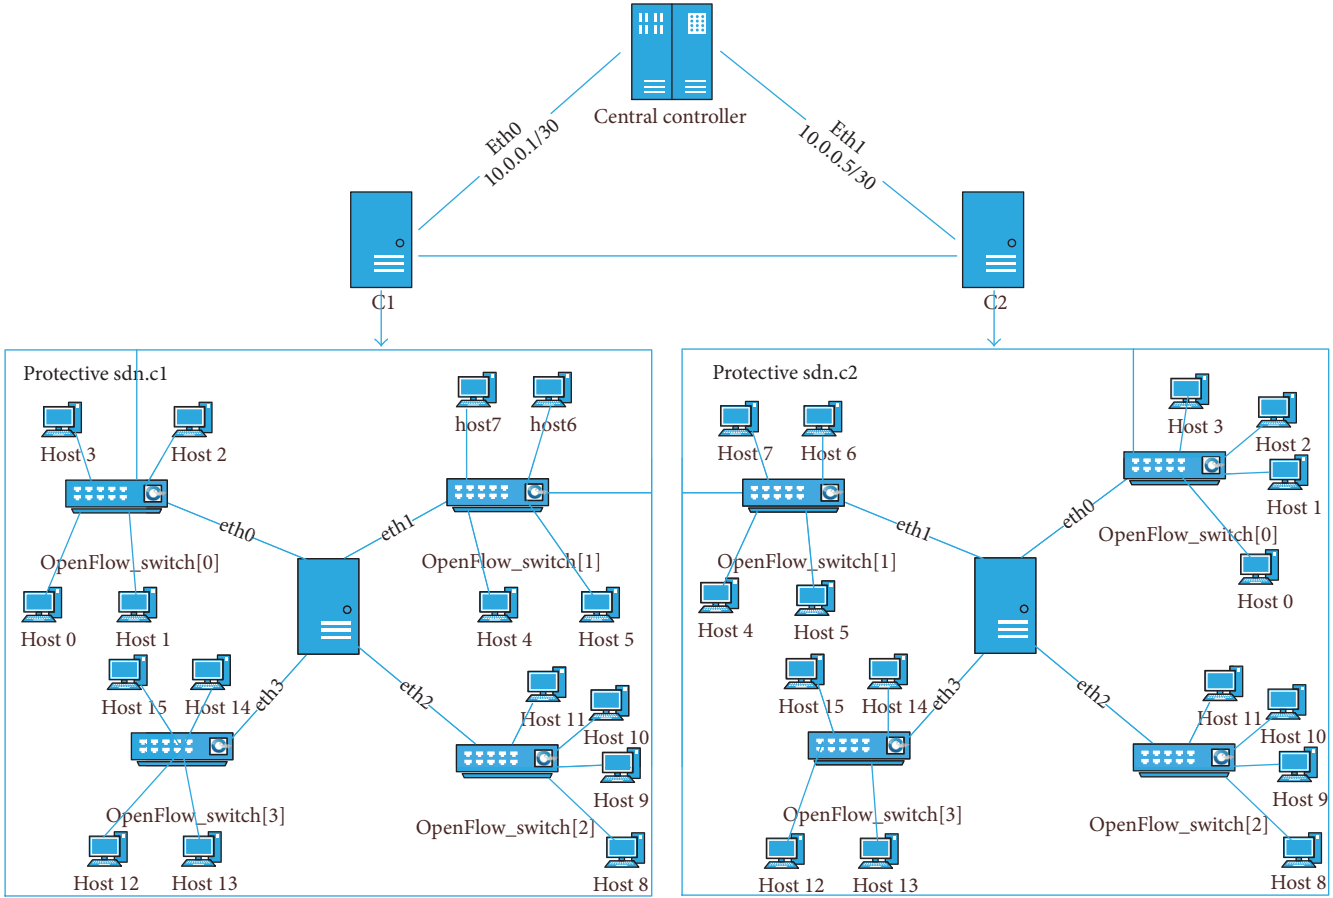 Central controller
Eth0
10.0.0.1/30
Eth1
10.0.0.5/30
C1
C2
Protective sdn.c1
Host 3
Host 2
host7
host6
eth0
eth1
OpenFlow_switch[0]
OpenFlow_switch[1]
Host 0
Host 1
Host 4
Host 5
Host 15
Host 14
eth3
eth2
Host 11
Host 10
Host 9
OpenFlow_switch[3]
OpenFlow_switch[2]
Host 12
Host 13
Host 8
Protective sdn.c2
Host 7
Host 6
Host 3
Host 2
Host 1
eth1
eth0
OpenFlow_switch[1]
OpenFlow_switch[0]
Host 4
Host 5
Host 0
Host 15
Host 14
eth3
eth2
Host 11
Host 10
Host 9
OpenFlow_switch[3]
OpenFlow_switch[2]
Host 12
Host 13
Host 8